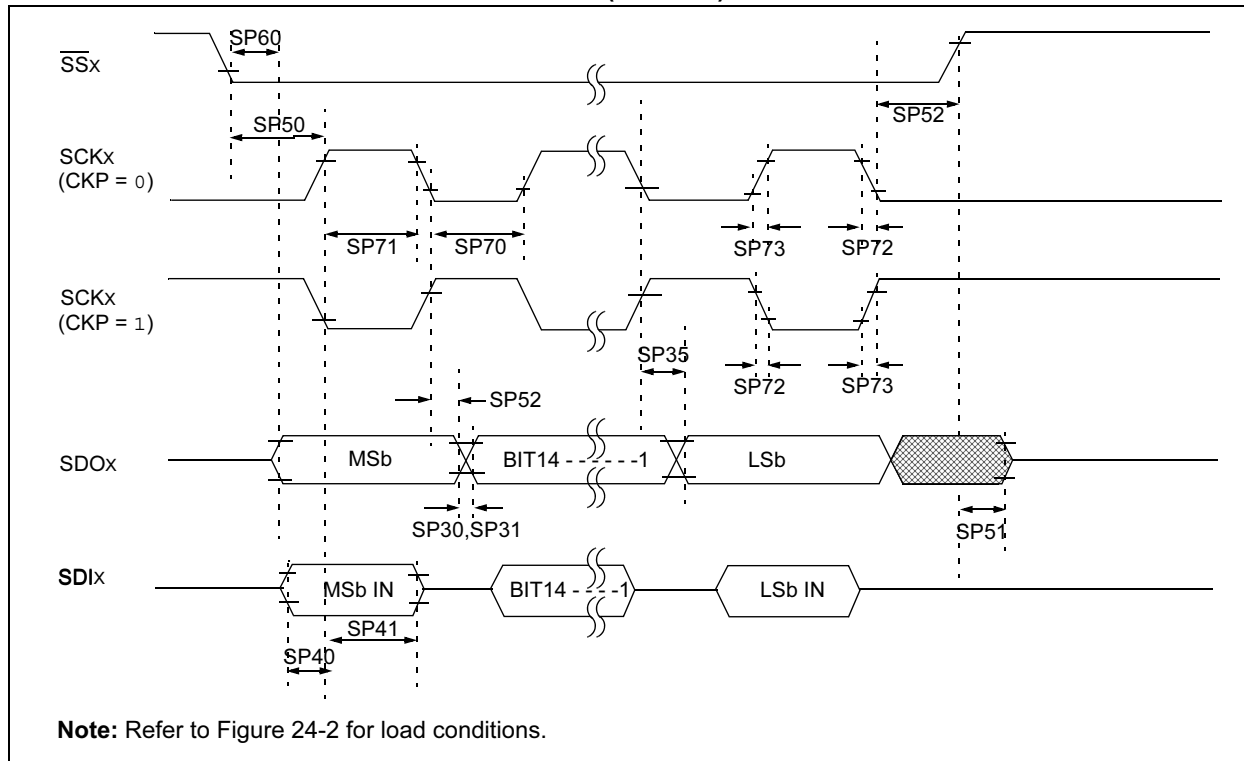 SP60
SSx
SP50
SP52
SCKx
(CKP = 0)
SP71
SP70
SP73
SP72
SCKx
(CKP = 1)
SP35
SP72
SP73
SP52
SDOx
MSb
BIT14 - - - - - -1
LSb
SP30,SP31
SP51
SDIx
MSb IN
BIT14 - - - -1
LSb IN
SP41
SP40
Note: Refer to Figure 24-2 for load conditions.